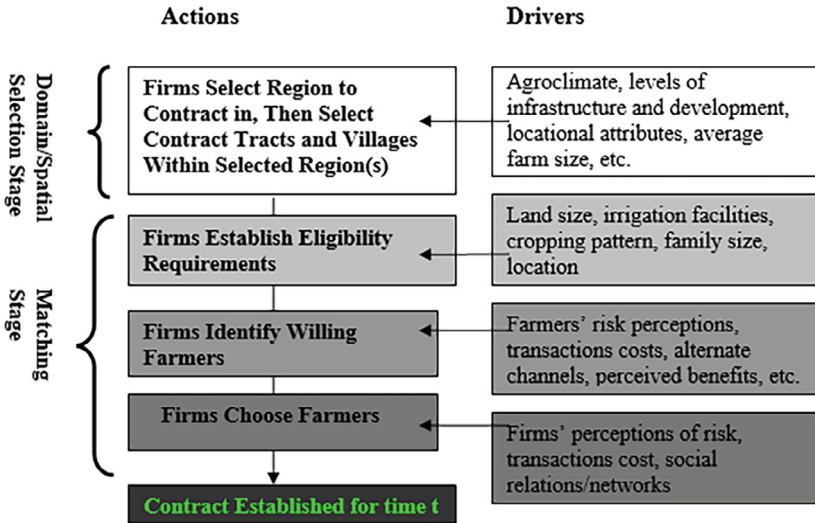 Actions
Drivers
Domain/Spatial
Selection Stage
Firms Select Region to
Contract in, Then Select
Contract Tracts and Villages
Within Selected Region(s)
Agroclimate, levels of
infrastructure and development,
locational attributes, average
farm size, etc.
Matching
Stage
Firms Establish Eligibility
Requirements
Land size, irrigation facilities,
cropping pattern, family size,
location
Firms Identify Willing
Farmers
Farmers' risk perceptions,
transactions costs, alternate
channels, perceived benefits, etc.
Firms Choose Farmers
Firms' perceptions of risk,
transactions cost, social
relations/networks
Contract Established for time t